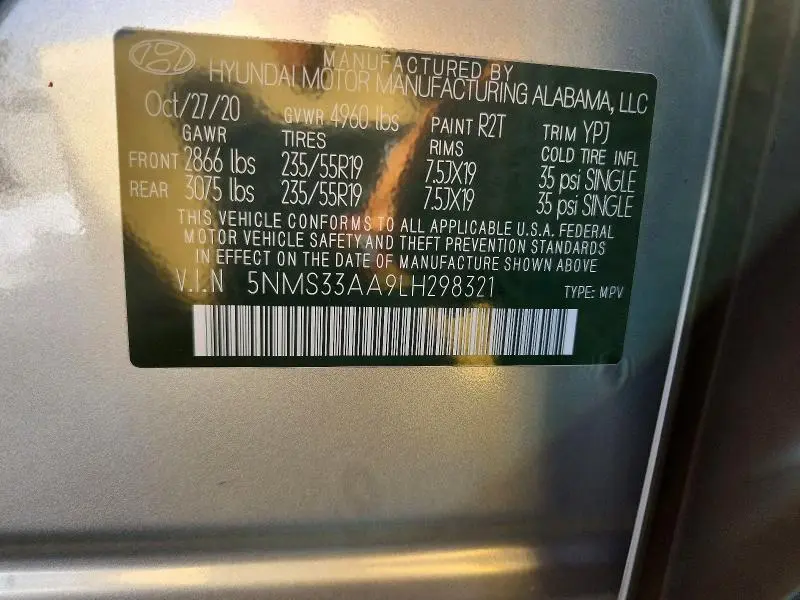 MANUFACTURED BY
HYUNDAI MOTOR MANUFACTURING ALABAMA, LLC
Oct/27/20 GVWR 4960 lbs PAINT R2T TRIM YPJ
GAWR TIRES RIMS COLD TIRE INFL
FRONT 2866 lbs 235/55R19 7.5JX19 35 psi SINGLE
REAR 3075 lbs 235/55R19 7.5JX19 35 psi SINGLE
THIS VEHICLE CONFORMS TO ALL APPLICABLE U.S.A. FEDERAL
MOTOR VEHICLE SAFETY AND THEFT PREVENTION STANDARDS
IN EFFECT ON THE DATE OF MANUFACTURE SHOWN ABOVE
V.I.N 5NMS33AA9LH298321 TYPE: MPV